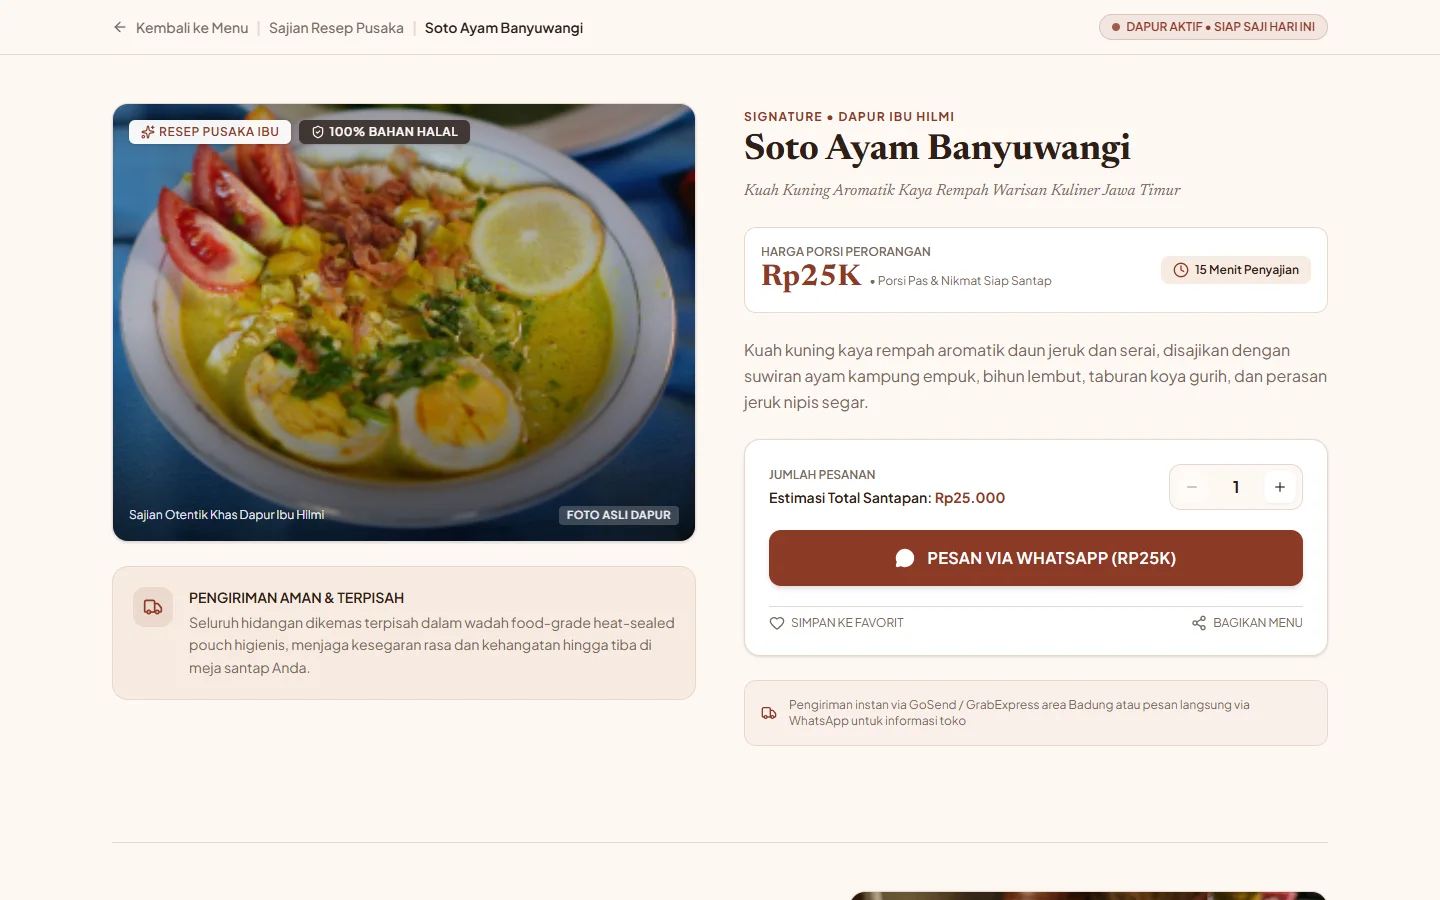 Kembali ke Menu | Sajian Resep Pusaka | Soto Ayam Banyuwangi
DAPUR AKTIF • SIAP SAJI HARI INI
RESEP PUSAKA IBU
100% BAHAN HALAL
Sajian Otentik Khas Dapur Ibu Hilmi
FOTO ASLI DAPUR
PENGIRIMAN AMAN & TERPISAH
Seluruh hidangan dikemas terpisah dalam wadah food-grade heat-sealed
pouch higienis, menjaga kesegaran rasa dan kehangatan hingga tiba di
meja santap Anda.
SIGNATURE • DAPUR IBU HILMI
Soto Ayam Banyuwangi
Kuah Kuning Aromatik Kaya Rempah Warisan Kuliner Jawa Timur
HARGA PORSI PERORANGAN
Rp25K • Porsi Pas & Nikmat Siap Santap
15 Menit Penyajian
Kuah kuning kaya rempah aromatik daun jeruk dan serai, disajikan dengan
suwiran ayam kampung empuk, bihun lembut, taburan koya gurih, dan perasan
jeruk nipis segar.
JUMLAH PESANAN
Estimasi Total Santapan: Rp25.000
− 1 +
PESAN VIA WHATSAPP (RP25K)
SIMPAN KE FAVORIT
BAGIKAN MENU
Pengiriman instan via GoSend / GrabExpress area Badung atau pesan langsung via
WhatsApp untuk informasi toko